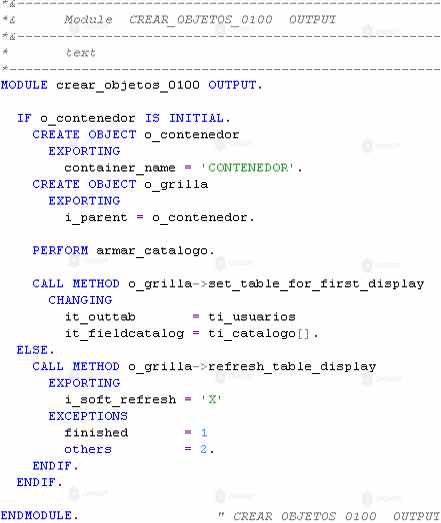 *&---------------------------------------------------------------------
*&      Module  CREAR_OBJETOS_0100  OUTPUT
*&---------------------------------------------------------------------
*       text
*----------------------------------------------------------------------
MODULE crear_objetos_0100 OUTPUT.
  IF o_contenedor IS INITIAL.
    CREATE OBJECT o_contenedor
      EXPORTING
        container_name = 'CONTENEDOR'.
    CREATE OBJECT o_grilla
      EXPORTING
        i_parent = o_contenedor.
    PERFORM armar_catalogo.
    CALL METHOD o_grilla->set_table_for_first_display
      CHANGING
        it_outtab       = ti_usuarios
        it_fieldcatalog = ti_catalogo[].
  ELSE.
    CALL METHOD o_grilla->refresh_table_display
      EXPORTING
        i_soft_refresh = 'X'
      EXCEPTIONS
        finished       = 1
        others         = 2.
    ENDIF.
  ENDIF.
ENDMODULE.                  " CREAR_OBJETOS_0100  OUTPUT